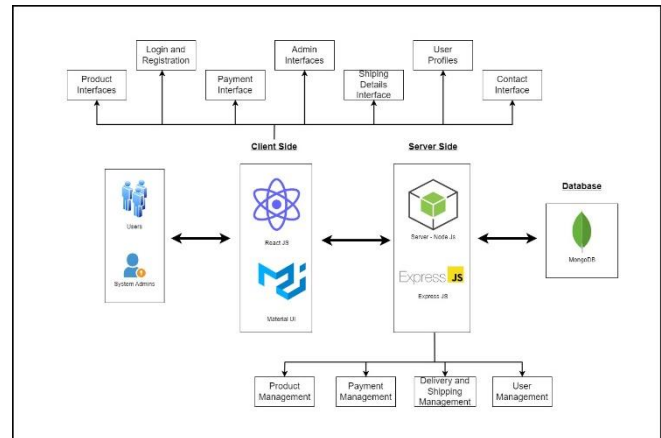 Login and
Registration
Admin
Interfaces
User
Profiles
Product
Interfaces
Payment
Interface
Shiping
Details
Interface
Contact
Interface
Client Side
Server Side
Database
Users
System Admins
React JS
Material UI
Server - Node Js
Express JS
Express JS
MongoDB
Product
Management
Payment
Management
Delivery and
Shipping
Management
User
Management